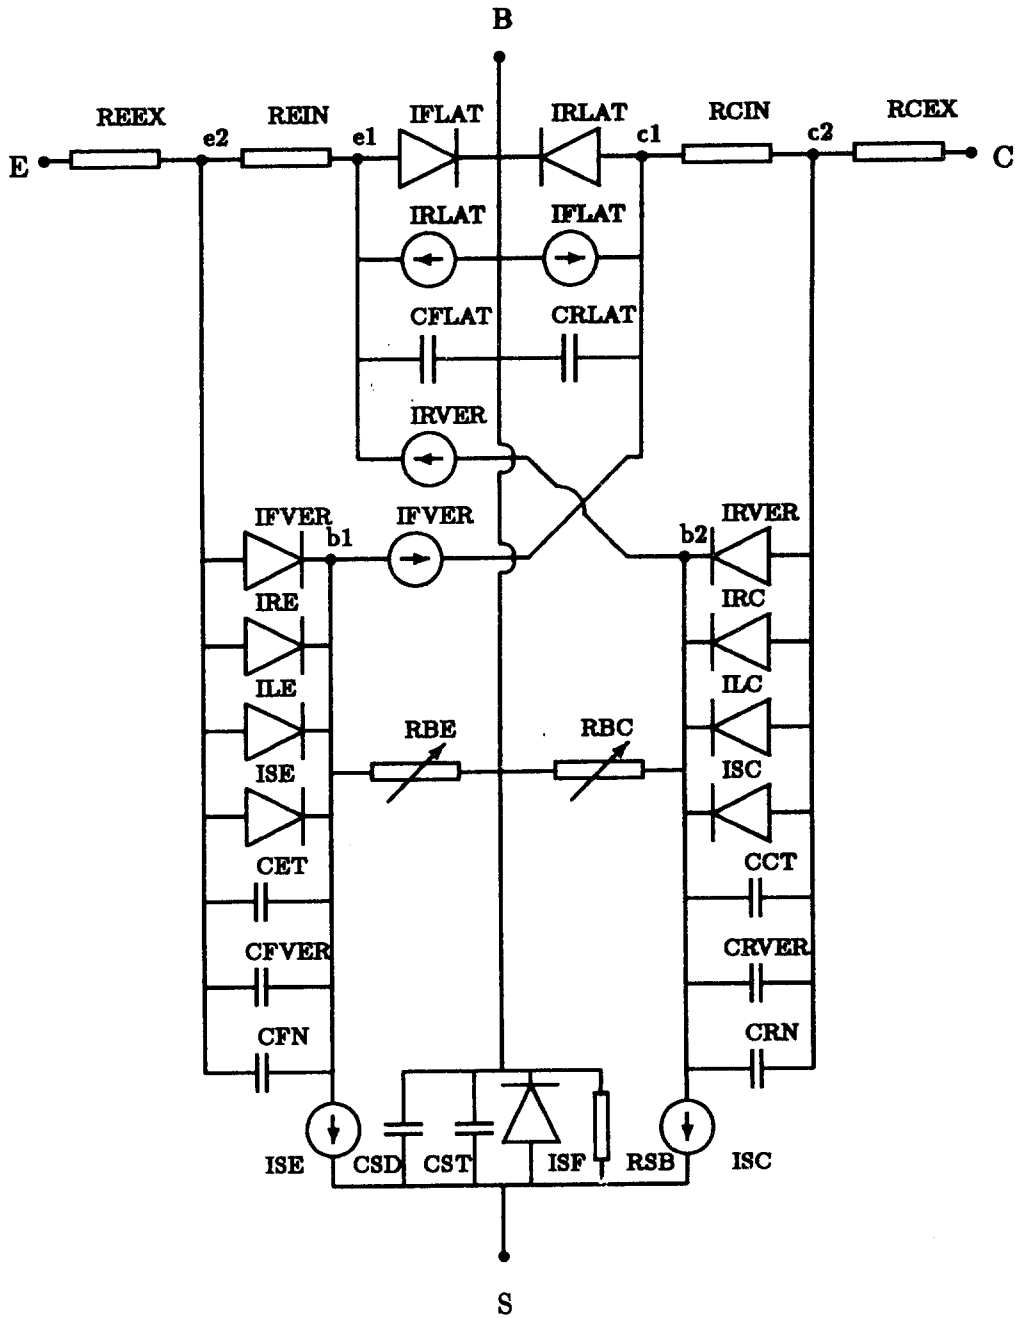 B
REEX REIN IFLAT IRLAT RCIN RCEX
e2 e1 c1 c2
E C
IRLAT IFLAT
CFLAT CRLAT
IRVER
IFVER IFVER IRVER
b1 b2
IRE IRC
ILE ILC
RBE RBC
ISE ISC
CET CCT
CFVER CRVER
CFN CRN
ISE CSD CST ISF RSB ISC
S